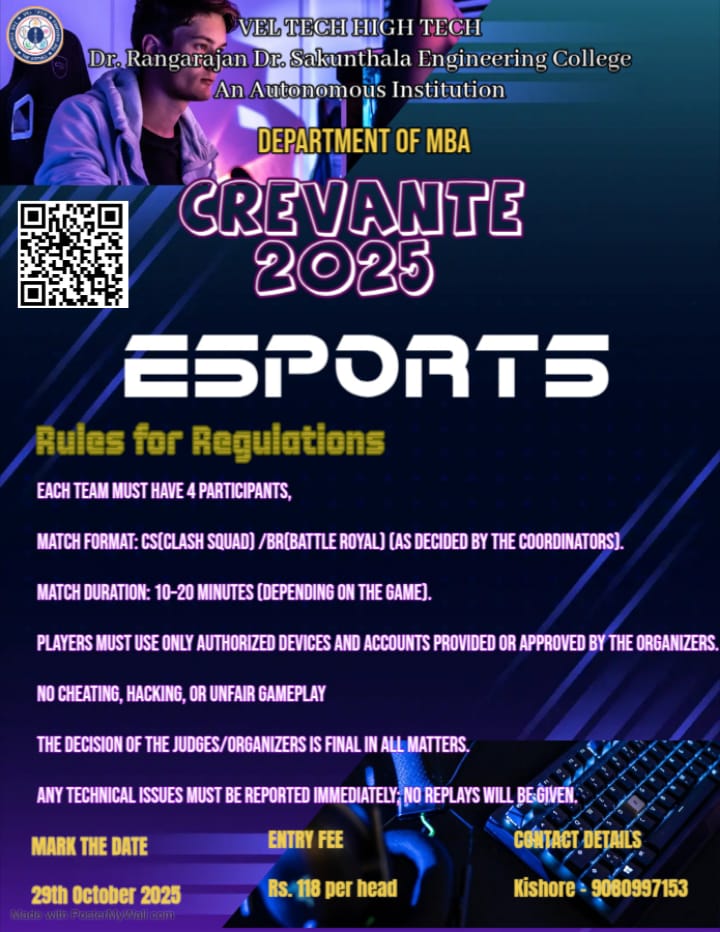 VEL TECH HIGH TECH
Dr. Rangarajan Dr. Sakunthala Engineering College
An Autonomous Institution
DEPARTMENT OF MBA
CREVANTE
2025
ESPORTS
Rules for Regulations
EACH TEAM MUST HAVE 4 PARTICIPANTS,
MATCH FORMAT: CS(CLASH SQUAD) /BR(BATTLE ROYAL) (AS DECIDED BY THE COORDINATORS).
MATCH DURATION: 10-20 MINUTES (DEPENDING ON THE GAME).
PLAYERS MUST USE ONLY AUTHORIZED DEVICES AND ACCOUNTS PROVIDED OR APPROVED BY THE ORGANIZERS.
NO CHEATING, HACKING, OR UNFAIR GAMEPLAY
THE DECISION OF THE JUDGES/ORGANIZERS IS FINAL IN ALL MATTERS.
ANY TECHNICAL ISSUES MUST BE REPORTED IMMEDIATELY; NO REPLAYS WILL BE GIVEN.
MARK THE DATE
29th October 2025
ENTRY FEE
Rs. 118 per head
CONTACT DETAILS
Kishore - 9080997153
Made with PosterMyWall.com